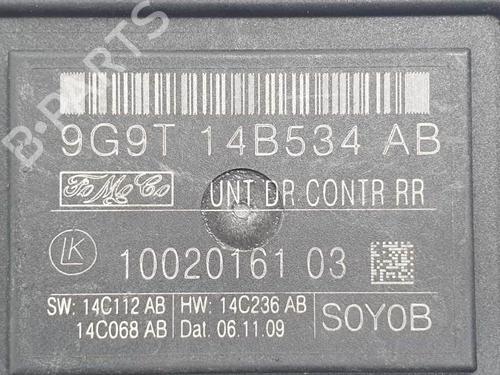 9G9T 14B534 AB
FoMoCo
UNT DR CONTR RR
LK
10020161 03
SW: 14C112 AB
14C068 AB
HW: 14C236 AB
Dat. 06.11.09
S0Y0B
B-PARTS